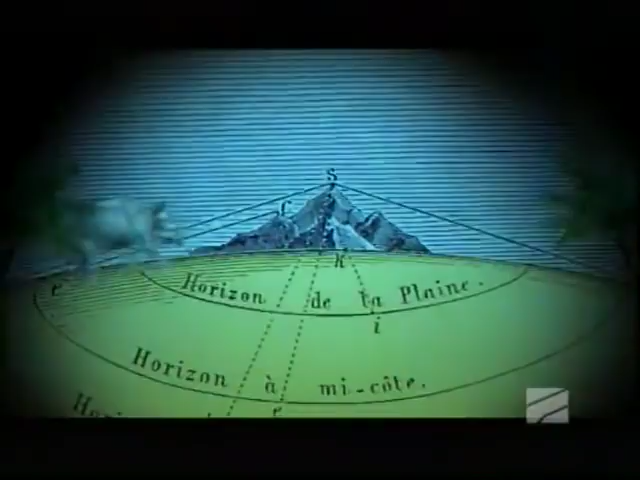 S
f
K
e
Horizon de la Plaine.
i
Horizon à mi-côte.
e